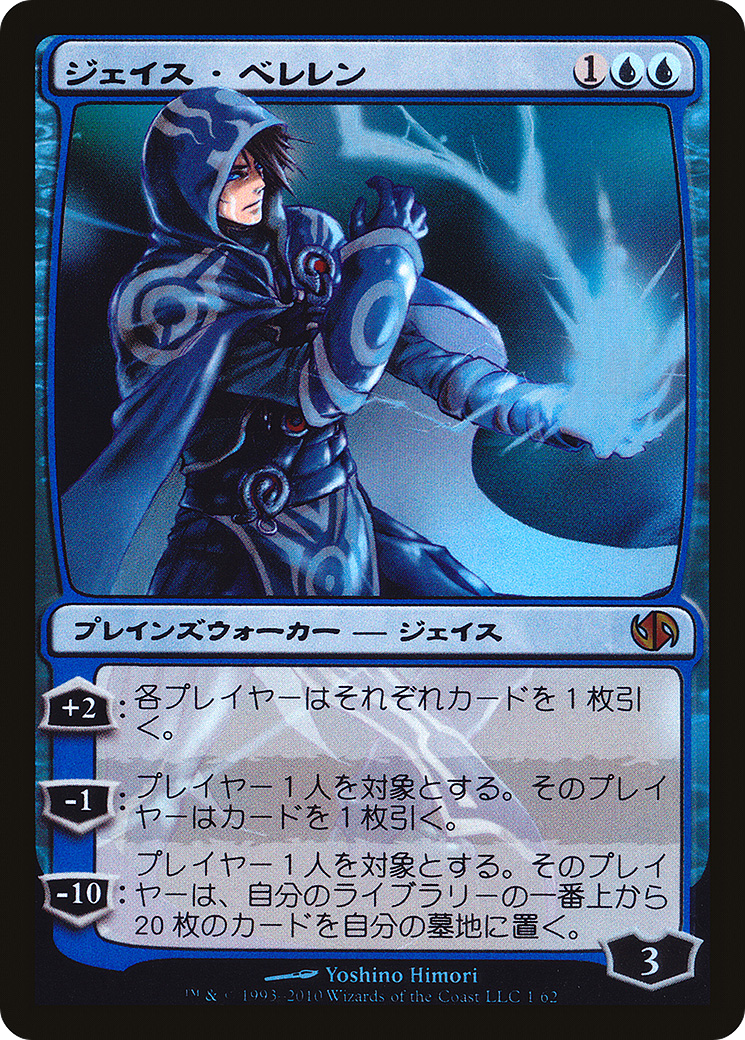 ジェイス・ベレレン 1
プレインズウォーカー — ジェイス
+2 : 各プレイヤーはそれぞれカードを1枚引
く。
-1 : プレイヤー1人を対象とする。そのプレイ
ヤーはカードを1枚引く。
-10 : プレイヤー1人を対象とする。そのプレイ
ヤーは、自分のライブラリーの一番上から
20枚のカードを自分の墓地に置く。
3
Yoshino Himori
™ & © 1993–2010 Wizards of the Coast LLC 1/62